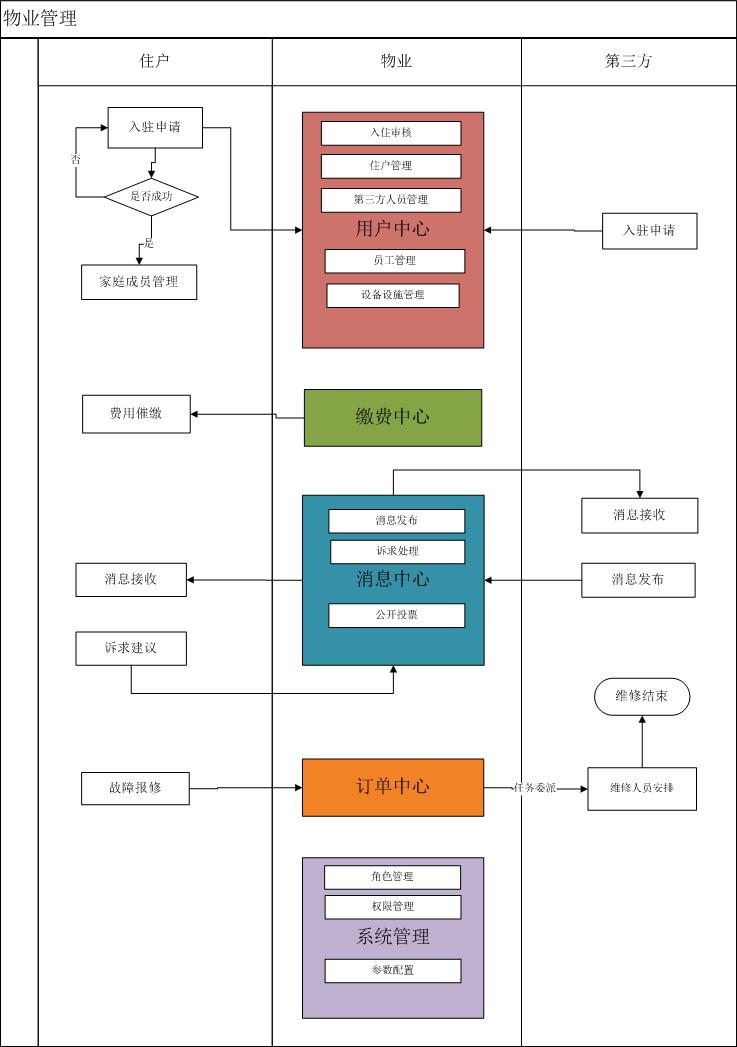 物业管理
住户
物业
第三方
入驻申请
否
是否成功
是
家庭成员管理
入住审核
住户管理
第三方人员管理
用户中心
员工管理
设备设施管理
入驻申请
费用催缴
缴费中心
消息发布
诉求处理
消息中心
公开投票
消息接收
消息接收
消息发布
诉求建议
维修结束
故障报修
订单中心
任务委派
维修人员安排
角色管理
权限管理
系统管理
参数配置